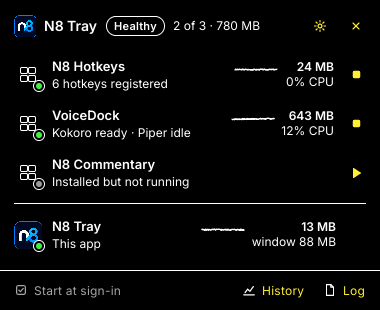 n8 N8 Tray Healthy 2 of 3 · 780 MB
N8 Hotkeys 24 MB
6 hotkeys registered 0% CPU
VoiceDock 643 MB
Kokoro ready · Piper idle 12% CPU
N8 Commentary
Installed but not running
n8 N8 Tray 13 MB
This app window 88 MB
Start at sign-in History Log